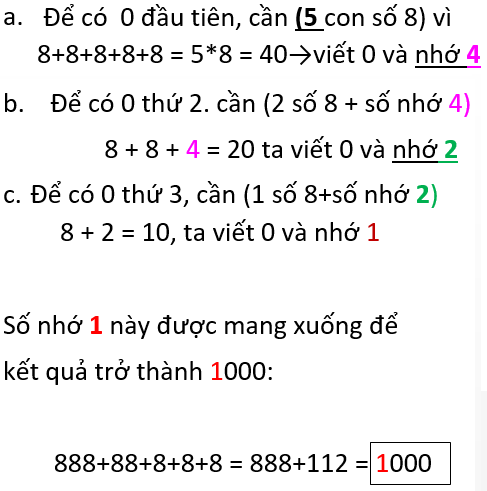 a. Để có 0 đầu tiên, cần (5 con số 8) vì
8+8+8+8+8 = 5*8 = 40→viết 0 và nhớ 4
b. Để có 0 thứ 2. cần (2 số 8 + số nhớ 4)
8 + 8 + 4 = 20 ta viết 0 và nhớ 2
c. Để có 0 thứ 3, cần (1 số 8+số nhớ 2)
8 + 2 = 10, ta viết 0 và nhớ 1
Số nhớ 1 này được mang xuống để
kết quả trở thành 1000:
888+88+8+8+8 = 888+112 = 1000